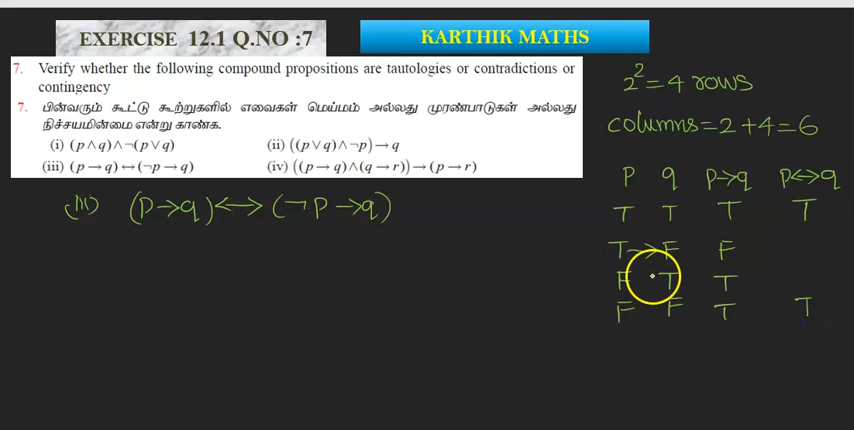 EXERCISE 12.1 Q.NO :7
KARTHIK MATHS
7. Verify whether the following compound propositions are tautologies or contradictions or
contingency
7. பின்வரும் கூட்டு கூற்றுகளில் எவைகள் மெய்மம் அல்லது முரண்பாடுகள் அல்லது
நிச்சயமின்மை என்று காண்க.
(i) (p∧q)∧¬(p∨q) (ii) ((p∨q)∧¬p)→q
(iii) (p→q)↔(¬p→q) (iv) ((p→q)∧(q→r))→(p→r)
(iii) (P→q)↔(¬P→q)
2² = 4 rows
columns = 2 + 4 = 6
P q P→q P↔q
T T T T
T→F F
F T T
F F T T